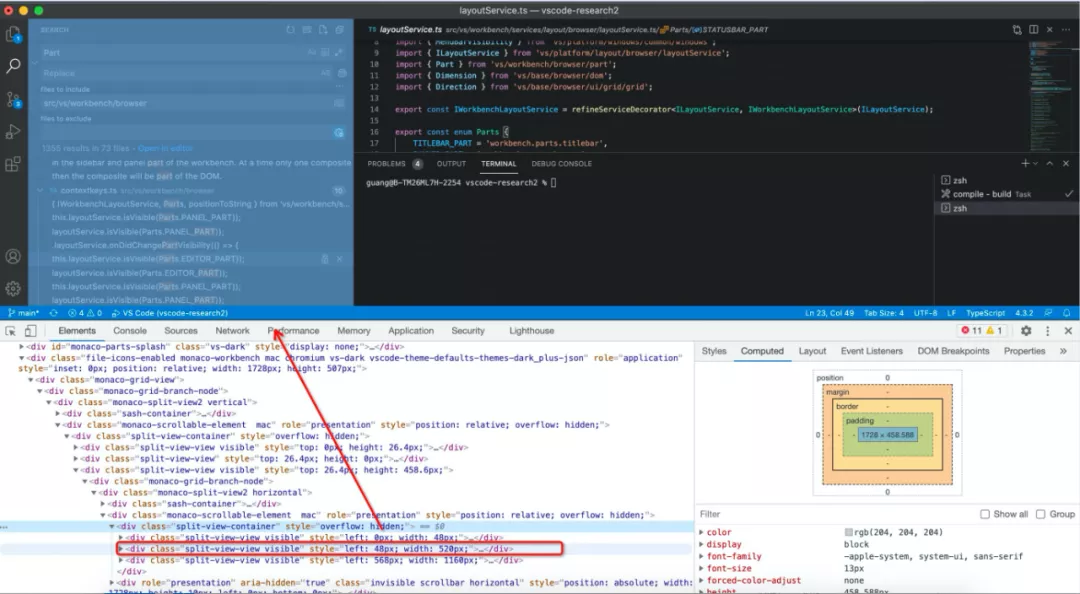 layoutService.ts — vscode-research2
SEARCH
Part
Replace
files to include
src/vs/workbench/browser
files to exclude
1355 results in 73 files - Open in editor
in the sidebar and panel part of the workbench. At a time only one composite
then the composite will be part of the DOM.
contextkeys.ts src/vs/workbench/browser
{ IWorkbenchLayoutService, Parts, positionToString } from 'vs/workbench/s...
this.layoutService.isVisible(Parts.PANEL_PART));
layoutService.isVisible(Parts.PANEL_PART));
.layoutService.onDidChangePartVisibility(() => {
this.layoutService.isVisible(Parts.EDITOR_PART));
layoutService.isVisible(Parts.EDITOR_PART));
this.layoutService.isVisible(Parts.PANEL_PART));
layoutService.isVisible(Parts.PANEL_PART));
TS layoutService.ts src/vs/workbench/services/layout/browser/layoutService.ts/Parts/STATUSBAR_PART
8 import { MenuBarVisibility } from 'vs/platform/windows/common/windows';
9 import { ILayoutService } from 'vs/platform/layout/browser/layoutService';
10 import { Part } from 'vs/workbench/browser/part';
11 import { Dimension } from 'vs/base/browser/dom';
12 import { Direction } from 'vs/base/browser/ui/grid/grid';
13
14 export const IWorkbenchLayoutService = refineServiceDecorator<ILayoutService, IWorkbenchLayoutService>(ILayoutService);
15
16 export const enum Parts {
17 TITLEBAR_PART = 'workbench.parts.titlebar',
PROBLEMS 4 OUTPUT TERMINAL DEBUG CONSOLE
guang@B-TM26ML7H-2254 vscode-research2 %
zsh
compile - build Task
zsh
main* 4 0 VS Code (vscode-research2) Ln 23, Col 49 Tab Size: 4 UTF-8 LF TypeScript 4.3.2
Elements Console Sources Network Performance Memory Application Security Lighthouse 11 1
<div id="monaco-parts-splash" class="vs-dark" style="display: none;">…</div>
<div class="file-icons-enabled monaco-workbench mac chromium vs-dark vscode-theme-defaults-themes-dark_plus-json" role="application"
style="inset: 0px; position: relative; width: 1728px; height: 507px;">
<div class="monaco-grid-view">
<div class="monaco-grid-branch-node">
<div class="monaco-split-view2 vertical">
<div class="sash-container">…</div>
<div class="monaco-scrollable-element mac" role="presentation" style="position: relative; overflow: hidden;">
<div class="split-view-container" style="overflow: hidden;">
<div class="split-view-view visible" style="top: 0px; height: 26.4px;">…</div>
<div class="split-view-view" style="top: 26.4px; height: 0px;">…</div>
<div class="split-view-view visible" style="top: 26.4px; height: 458.6px;">
<div class="monaco-grid-branch-node">
<div class="monaco-split-view2 horizontal">
<div class="sash-container">…</div>
<div class="monaco-scrollable-element mac" role="presentation" style="position: relative; overflow: hidden;">
<div class="split-view-container" style="overflow: hidden;"> == $0
<div class="split-view-view visible" style="left: 0px; width: 48px;">…</div>
<div class="split-view-view visible" style="left: 48px; width: 520px;">…</div>
<div class="split-view-view visible" style="left: 568px; width: 1160px;">…</div>
</div>
<div role="presentation" aria-hidden="true" class="invisible scrollbar horizontal" style="position: absolute; width:
1728px; height: 10px; left: 0px; bottom: 0px;">…</div>
Styles Computed Layout Event Listeners DOM Breakpoints Properties
position 0
margin -
border -
padding -
0 - - - 1728 × 458.588 - - - 0
-
-
-
0
Filter Show all Group
color rgb(204, 204, 204)
display block
font-family -apple-system, system-ui, sans-serif
font-size 13px
forced-color-adjust none
height 458.588px